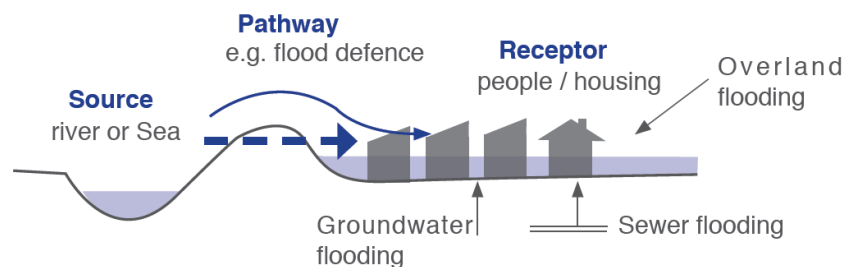 Pathway
e.g. flood defence
Receptor
people / housing
Overland
flooding
Source
river or Sea
Groundwater
flooding
Sewer flooding